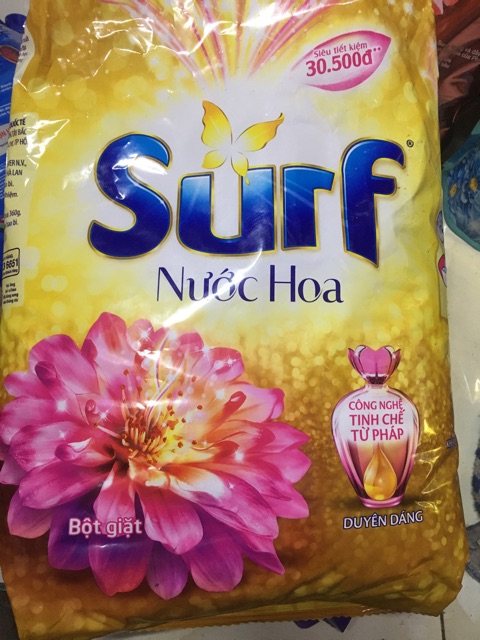 Siêu tiết kiệm
30.500đ**
Surf®
Nước Hoa
CÔNG NGHỆ
TINH CHẾ
TỪ PHÁP
DUYÊN DÁNG
Bột giặt